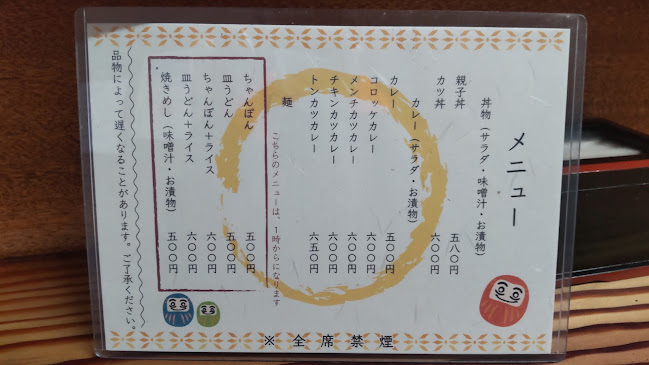 メニュー
丼物（サラダ・味噌汁・お漬物）
親子丼 五八〇円
カツ丼 六〇〇円
カレー（サラダ・お漬物）
カレー 五〇〇円
コロッケカレー 六〇〇円
メンチカツカレー 六〇〇円
チキンカツカレー 六〇〇円
トンカツカレー 六五〇円
麺
こちらのメニューは、1時からになります
ちゃんぽん 五〇〇円
皿うどん 五〇〇円
ちゃんぽん＋ライス 六〇〇円
皿うどん＋ライス 六〇〇円
焼きめし（味噌汁・お漬物） 五〇〇円
品物によって遅くなることがあります。ご了承ください。
※全席禁煙